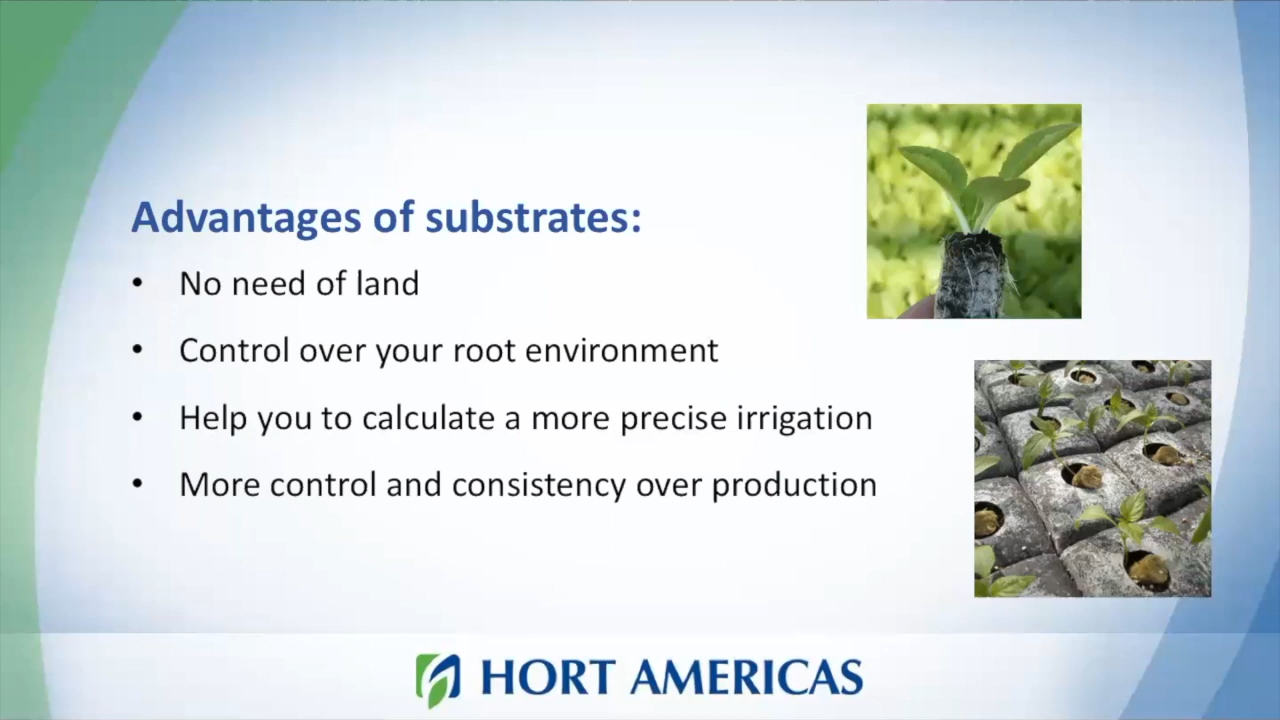 Advantages of substrates:
• No need of land
• Control over your root environment
• Help you to calculate a more precise irrigation
• More control and consistency over production
HORT AMERICAS